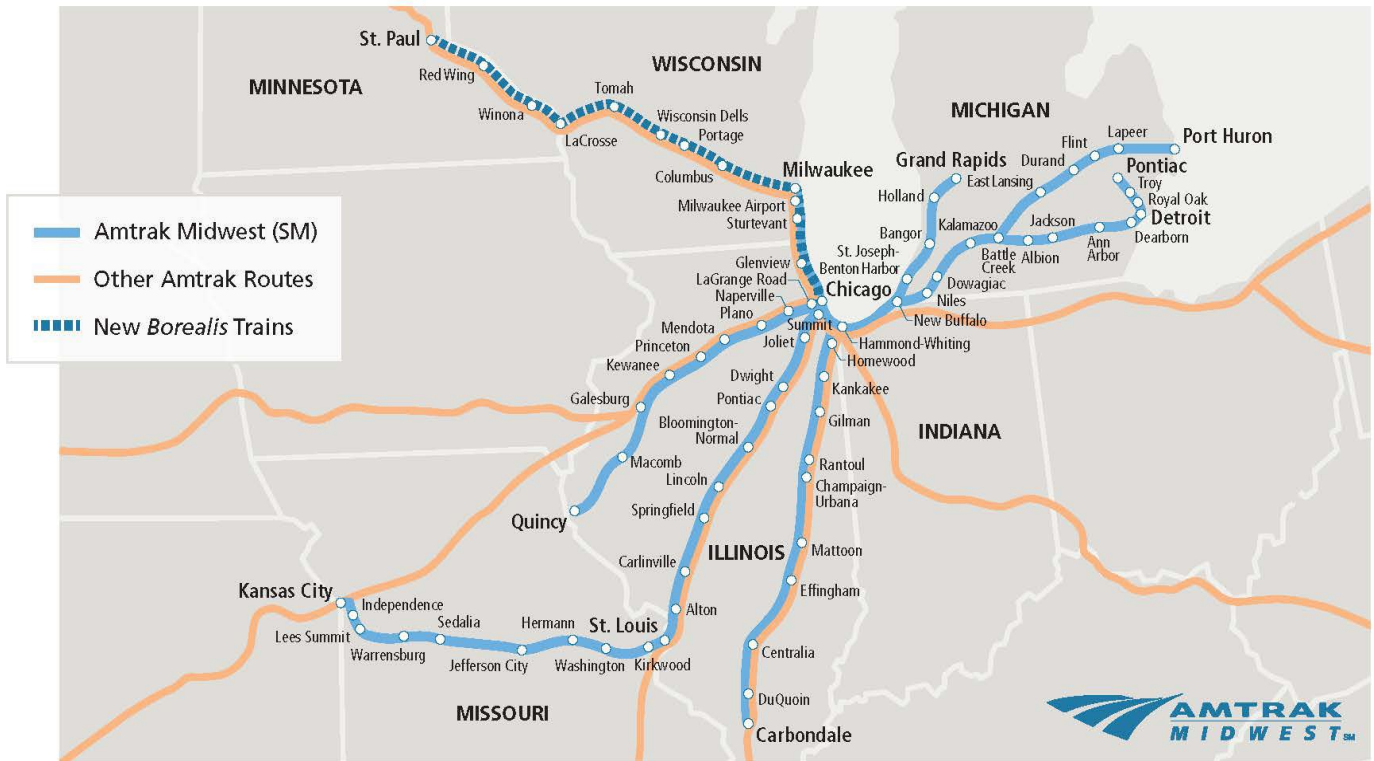 St. Paul
Red Wing
MINNESOTA
Winona
LaCrosse
Tomah
WISCONSIN
Wisconsin Dells
Portage
Columbus
Milwaukee
Milwaukee Airport
Sturtevant
Glenview
LaGrange Road
Naperville
Plano
Chicago
Summit
Mendota
Princeton
Kewanee
Galesburg
Macomb
Quincy
Joliet
Dwight
Pontiac
Bloomington-
Normal
Lincoln
Springfield
Carlinville
Alton
St. Louis
Kirkwood
Washington
Hermann
Jefferson City
Sedalia
Warrensburg
Lees Summit
Independence
Kansas City
MISSOURI
ILLINOIS
Hammond-Whiting
Homewood
Kankakee
Gilman
Rantoul
Champaign-
Urbana
Mattoon
Effingham
Centralia
DuQuoin
Carbondale
INDIANA
MICHIGAN
Grand Rapids
Holland
Bangor
St. Joseph-
Benton Harbor
New Buffalo
Niles
Dowagiac
Kalamazoo
Battle
Creek
Albion
Jackson
Ann
Arbor
Dearborn
Detroit
Royal Oak
Troy
Pontiac
East Lansing
Durand
Flint
Lapeer
Port Huron
Amtrak Midwest (SM)
Other Amtrak Routes
New Borealis Trains
AMTRAK
MIDWEST SM